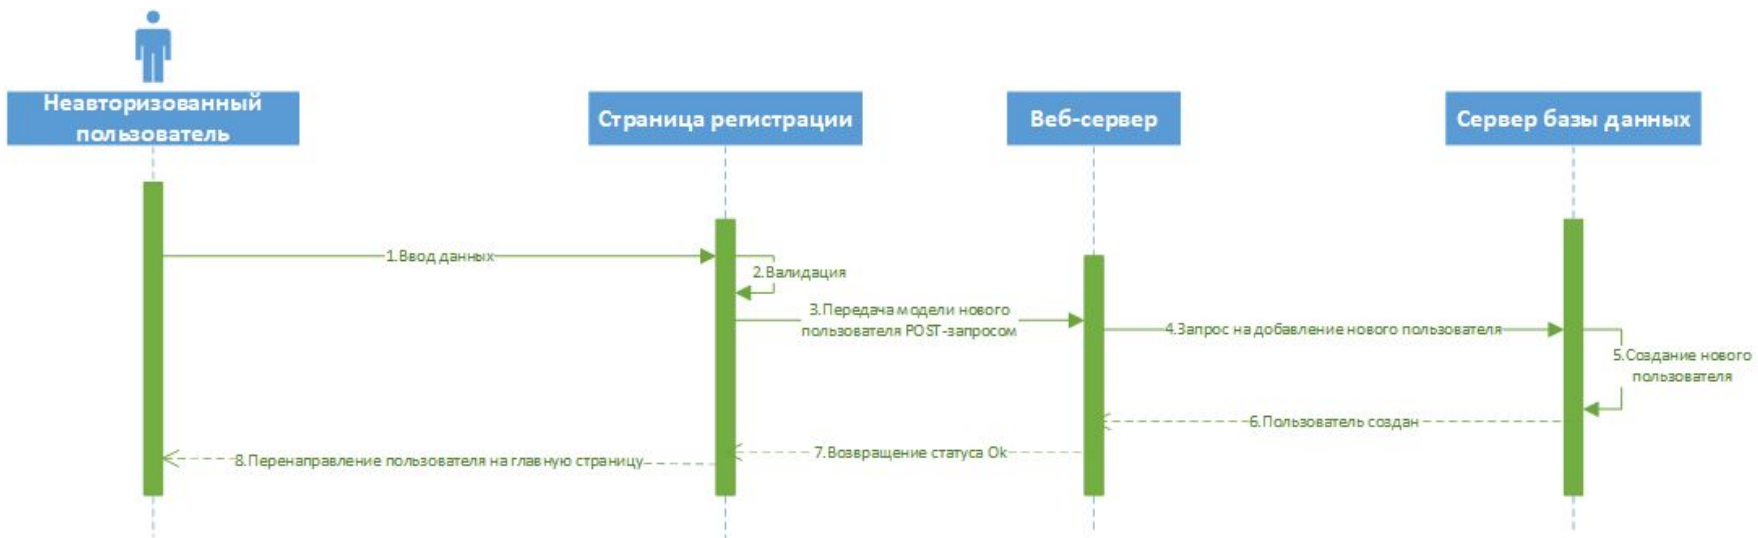 Неавторизованный
пользователь
Страница регистрации
Веб-сервер
Сервер базы данных
1.Ввод данных
2.Валидация
3.Передача модели нового
пользователя POST-запросом
4.Запрос на добавление нового пользователя
5.Создание нового
пользователя
6.Пользователь создан
7.Возвращение статуса Ok
8.Перенаправление пользователя на главную страницу